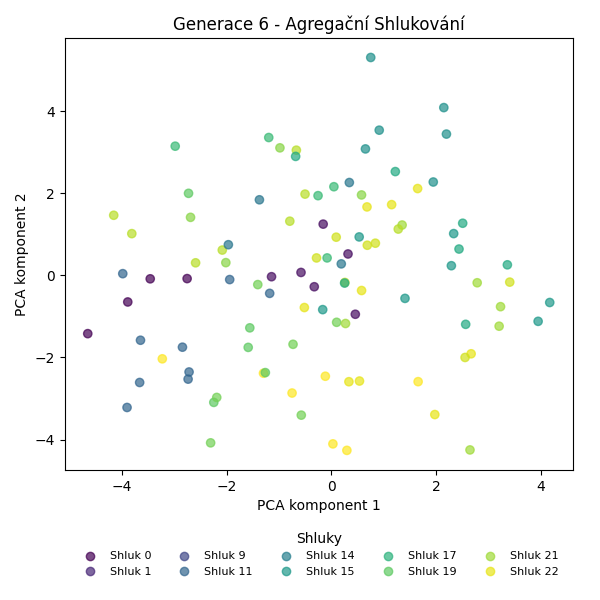 Generace 6 - Agregační Shlukování
PCA komponent 2
4
2
0
−2
−4
−4 −2 0 2 4
PCA komponent 1
Shluky
Shluk 0 Shluk 9 Shluk 14 Shluk 17 Shluk 21
Shluk 1 Shluk 11 Shluk 15 Shluk 19 Shluk 22